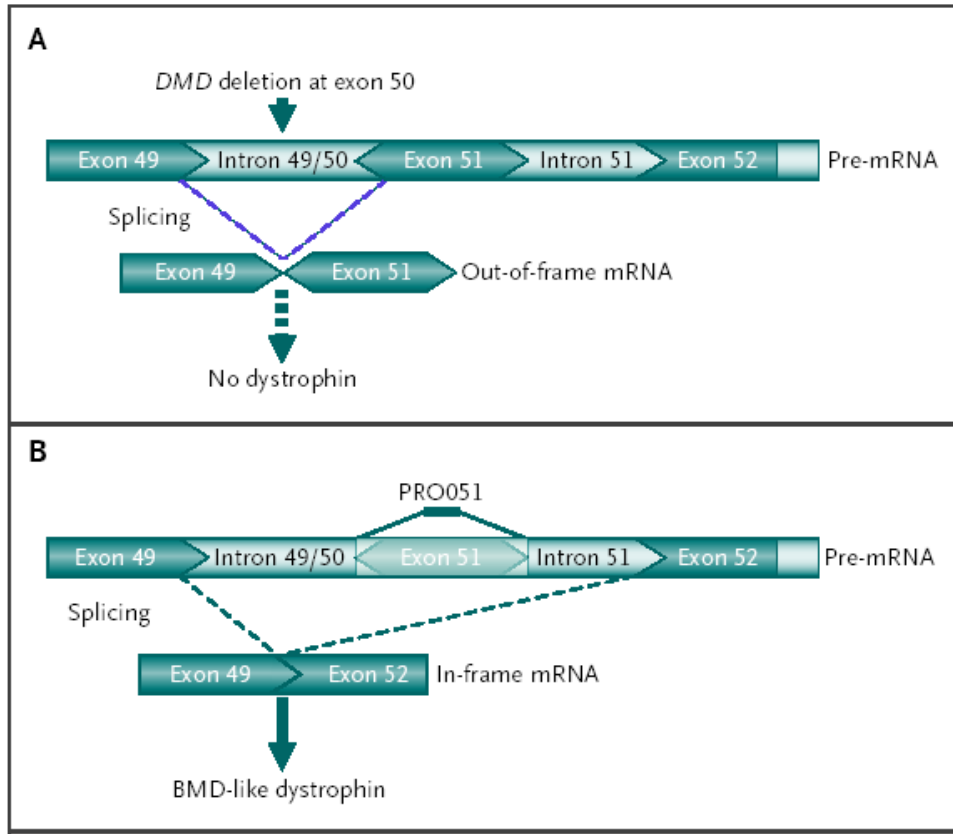 A
DMD deletion at exon 50
Exon 49 Intron 49/50 Exon 51 Intron 51 Exon 52 Pre-mRNA
Splicing
Exon 49 Exon 51 Out-of-frame mRNA
No dystrophin
B
PRO051
Exon 49 Intron 49/50 Exon 51 Intron 51 Exon 52 Pre-mRNA
Splicing
Exon 49 Exon 52 In-frame mRNA
BMD-like dystrophin